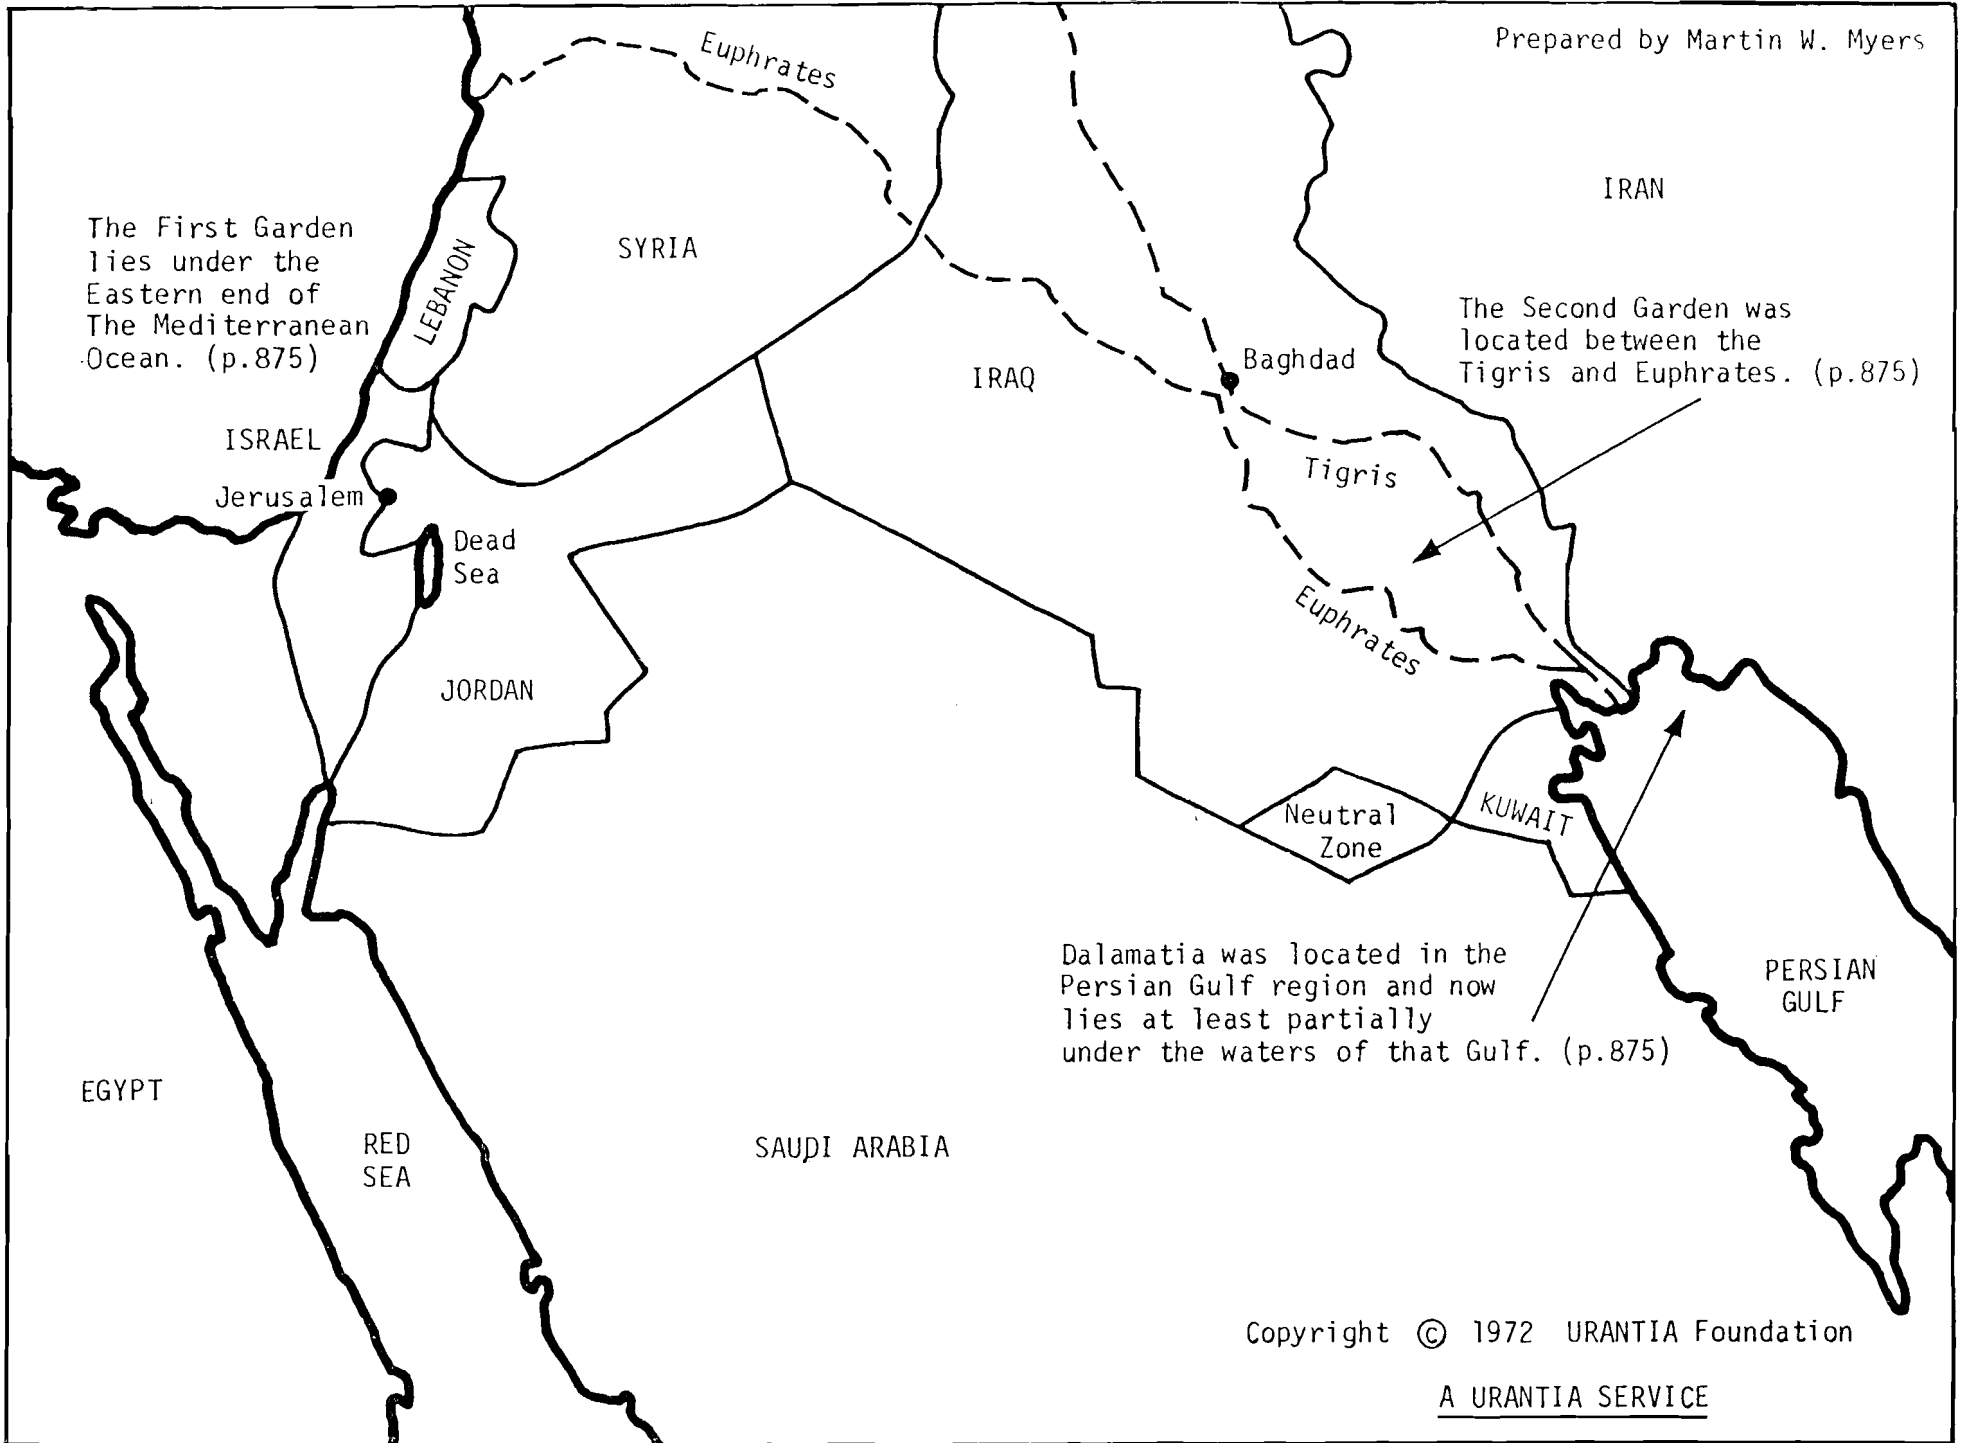 Prepared by Martin W. Myers
Euphrates
IRAN
The First Garden
lies under the
Eastern end of
The Mediterranean
Ocean. (p.875)
LEBANON
SYRIA
The Second Garden was
located between the
Tigris and Euphrates. (p.875)
Baghdad
IRAQ
ISRAEL
Tigris
Jerusalem
Dead
Sea
Euphrates
JORDAN
Neutral
Zone
KUWAIT
Dalamatia was located in the
Persian Gulf region and now
lies at least partially
under the waters of that Gulf. (p.875)
PERSIAN
GULF
EGYPT
RED
SEA
SAUDI ARABIA
Copyright © 1972 URANTIA Foundation
A URANTIA SERVICE